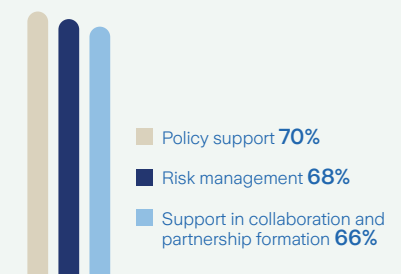 Policy support 70%
Risk management 68%
Support in collaboration and
partnership formation 66%